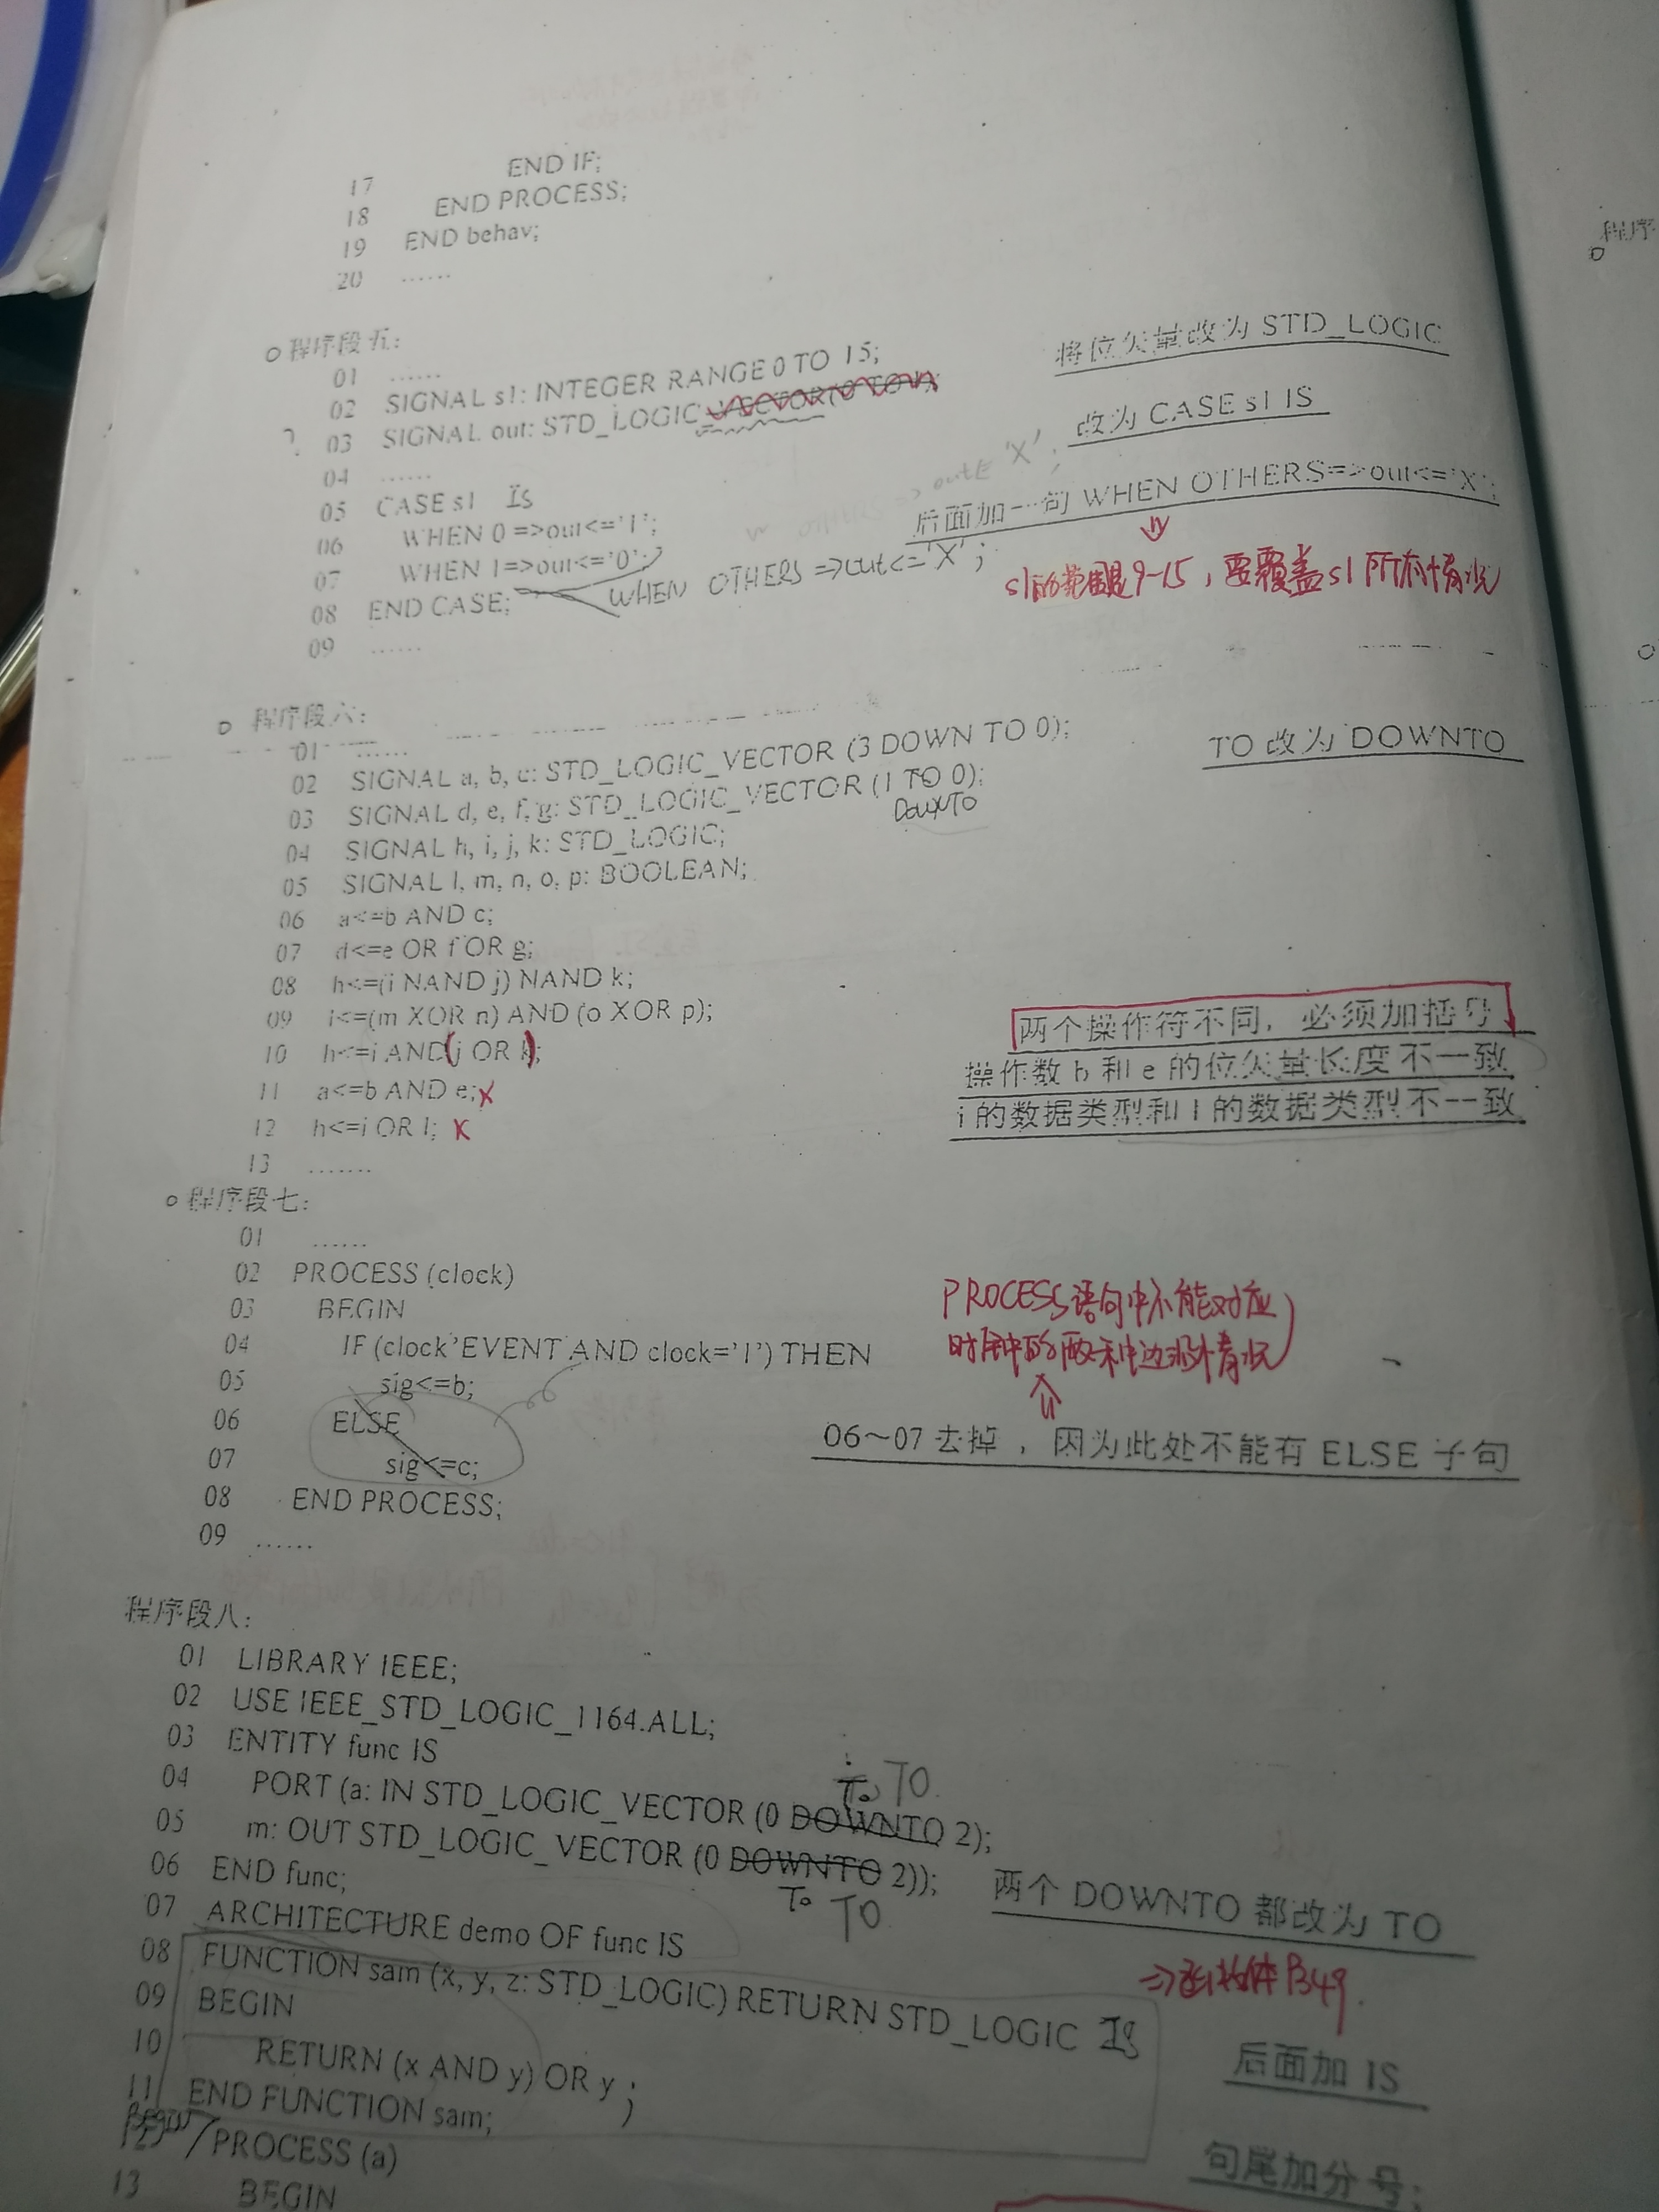 17 END IF;
18 END PROCESS;
19 END behav;
20 ……
程序段五:
01 ……
02 SIGNAL s1: INTEGER RANGE 0 TO 15;
将位矢量改为 STD_LOGIC
03 SIGNAL out: STD_LOGIC_VECTOR(0 TO 1);
改为 CASE s1 IS
04 ……
05 CASE s1 Is
后面加一句 WHEN OTHERS=>out<='X';
06 WHEN 0 =>out<='1';
07 WHEN 1=>out<='0';
WHEN OTHERS =>out<='X';
s1的范围是9-15,要覆盖s1所有情况
08 END CASE;
09 ……
程序段六:
01 ……
02 SIGNAL a, b, c: STD_LOGIC_VECTOR (3 DOWN TO 0);
TO 改为 DOWNTO
03 SIGNAL d, e, f, g: STD_LOGIC_VECTOR (1 TO 0);
04 SIGNAL h, i, j, k: STD_LOGIC;
05 SIGNAL l, m, n, o, p: BOOLEAN;
06 a<=b AND c;
07 d<=e OR f OR g;
08 h<=(i NAND j) NAND k;
09 l<=(m XOR n) AND (o XOR p);
两个操作符不同,必须加括号
10 h<=i AND(j OR k);
操作数 b 和 e 的位矢量长度不一致
11 a<=b AND e; x
i 的数据类型和 l 的数据类型不一致
12 h<=i OR l; x
13 ……
程序段七:
01 ……
02 PROCESS (clock)
03 BEGIN
PROCESS语句中不能对应
04 IF (clock'EVENT AND clock='1') THEN
时钟的两种边沿情况
05 sig<=b;
06 ELSE
06~07 去掉,因为此处不能有 ELSE 子句
07 sig<=c;
08 END PROCESS;
09 ……
程序段八:
01 LIBRARY IEEE;
02 USE IEEE_STD_LOGIC_1164.ALL;
03 ENTITY func IS
To TO
04 PORT (a: IN STD_LOGIC_VECTOR (0 DOWNTO 2);
05 m: OUT STD_LOGIC_VECTOR (0 DOWNTO 2));
To TO
两个 DOWNTO 都改为 TO
06 END func;
07 ARCHITECTURE demo OF func IS
08 FUNCTION sam (x, y, z: STD_LOGIC) RETURN STD_LOGIC Is
后面加 IS
09 BEGIN
10 RETURN (x AND y) OR y ;
11 END FUNCTION sam;
句尾加分号;
BEGIN
12 PROCESS (a)
13 BEGIN
程序